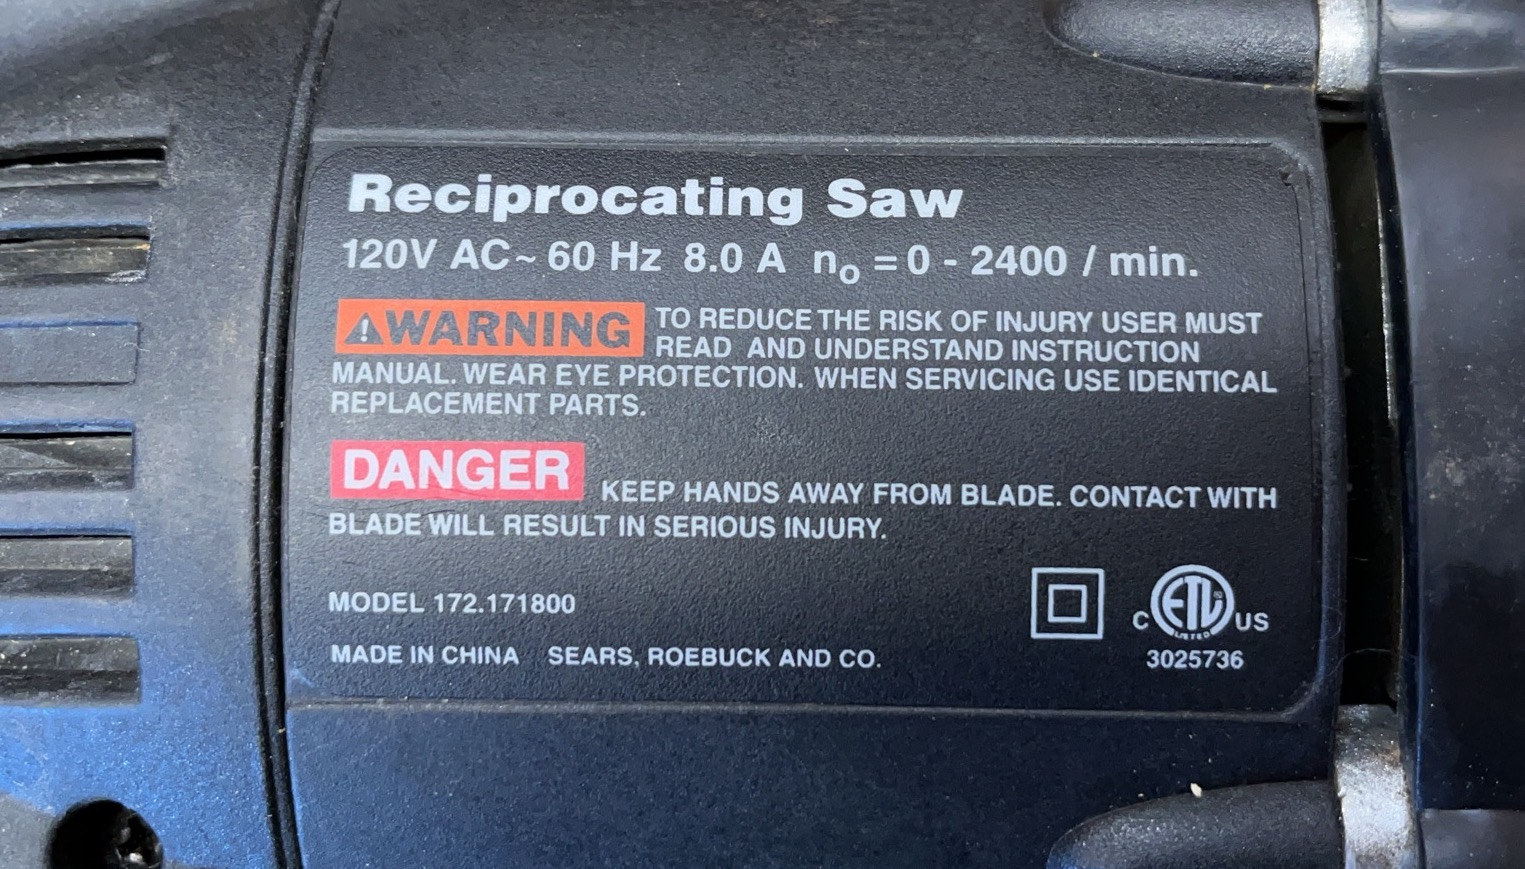 Reciprocating Saw
120V AC~ 60 Hz 8.0 A no = 0 - 2400 / min.
⚠WARNING TO REDUCE THE RISK OF INJURY USER MUST
READ AND UNDERSTAND INSTRUCTION
MANUAL. WEAR EYE PROTECTION. WHEN SERVICING USE IDENTICAL
REPLACEMENT PARTS.
DANGER KEEP HANDS AWAY FROM BLADE. CONTACT WITH
BLADE WILL RESULT IN SERIOUS INJURY.
MODEL 172.171800
C ETL US
LISTED
MADE IN CHINA SEARS, ROEBUCK AND CO.
3025736